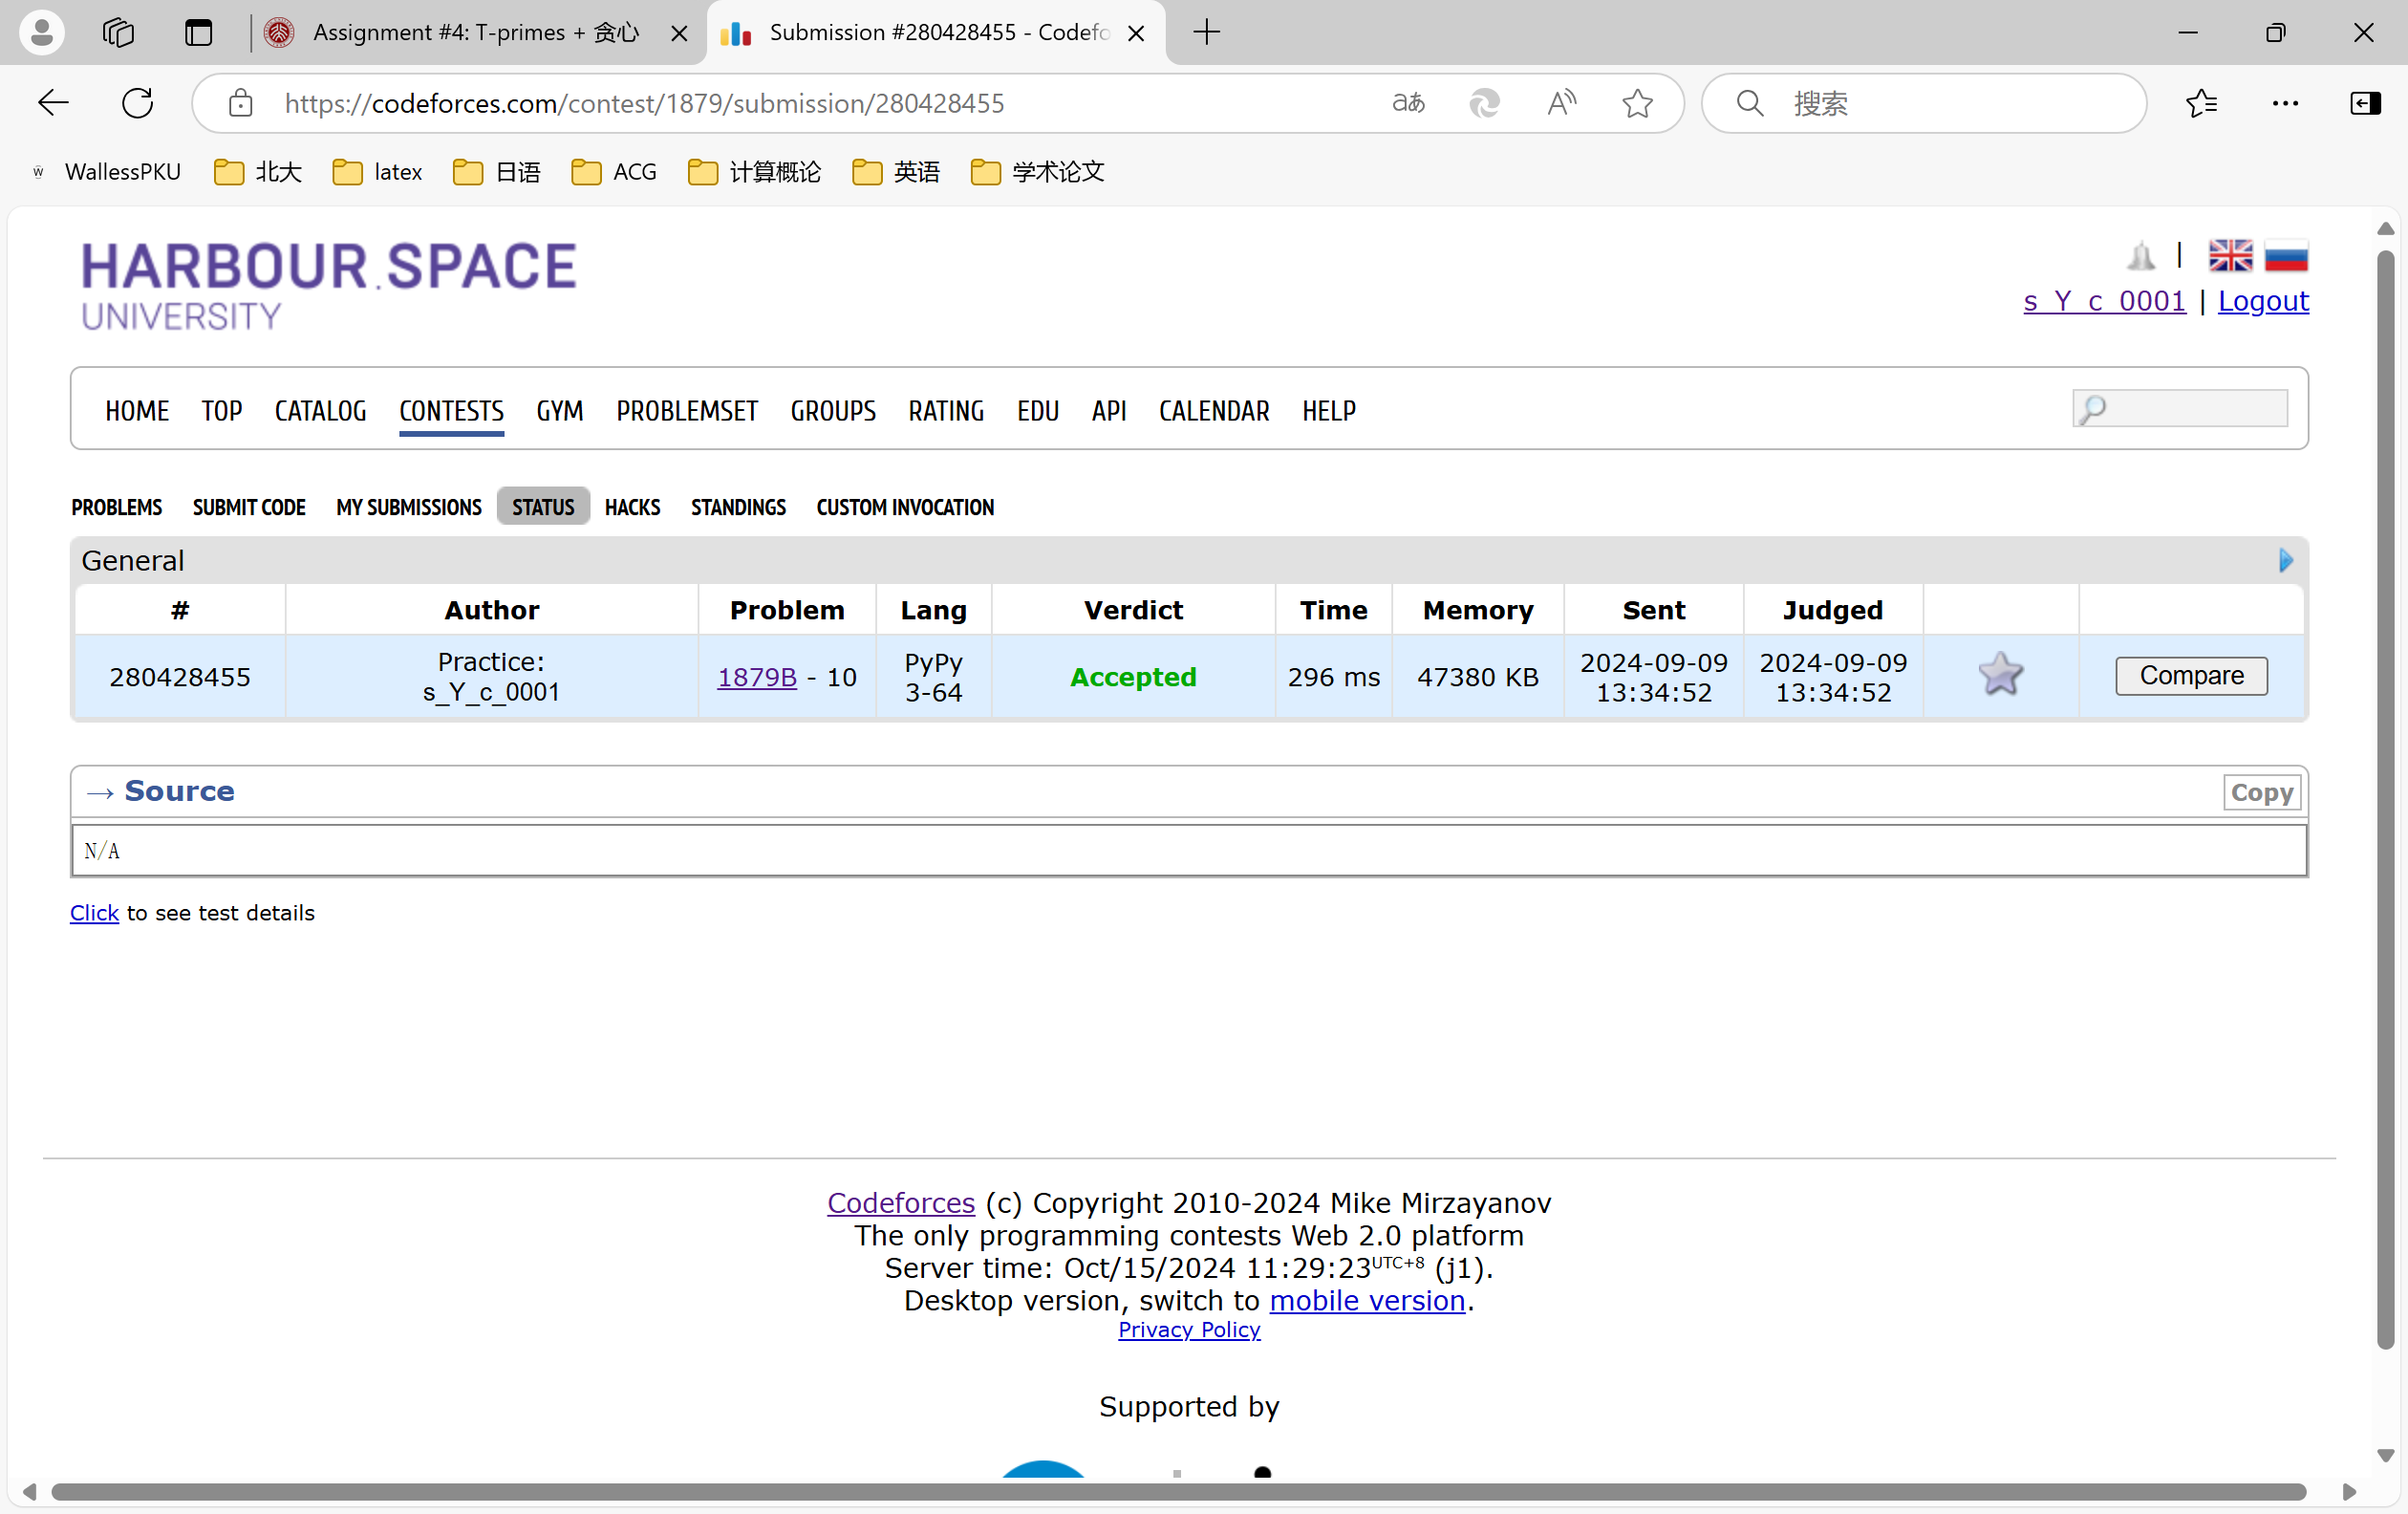 Assignment #4: T-primes + 贪心
Submission #280428455 - Codefo
https://codeforces.com/contest/1879/submission/280428455
aあ
搜索
WallessPKU 北大 latex 日语 ACG 计算概论 英语 学术论文
HARBOUR.SPACE
UNIVERSITY
|
s_Y_c_0001 | Logout
HOME TOP CATALOG CONTESTS GYM PROBLEMSET GROUPS RATING EDU API CALENDAR HELP
PROBLEMS SUBMIT CODE MY SUBMISSIONS STATUS HACKS STANDINGS CUSTOM INVOCATION
General
# Author Problem Lang Verdict Time Memory Sent Judged
280428455 Practice: s_Y_c_0001 1879B - 10 PyPy 3-64 Accepted 296 ms 47380 KB 2024-09-09 13:34:52 2024-09-09 13:34:52 Compare
→ Source Copy
N/A
Click to see test details
Codeforces (c) Copyright 2010-2024 Mike Mirzayanov
The only programming contests Web 2.0 platform
Server time: Oct/15/2024 11:29:23UTC+8 (j1).
Desktop version, switch to mobile version.
Privacy Policy
Supported by